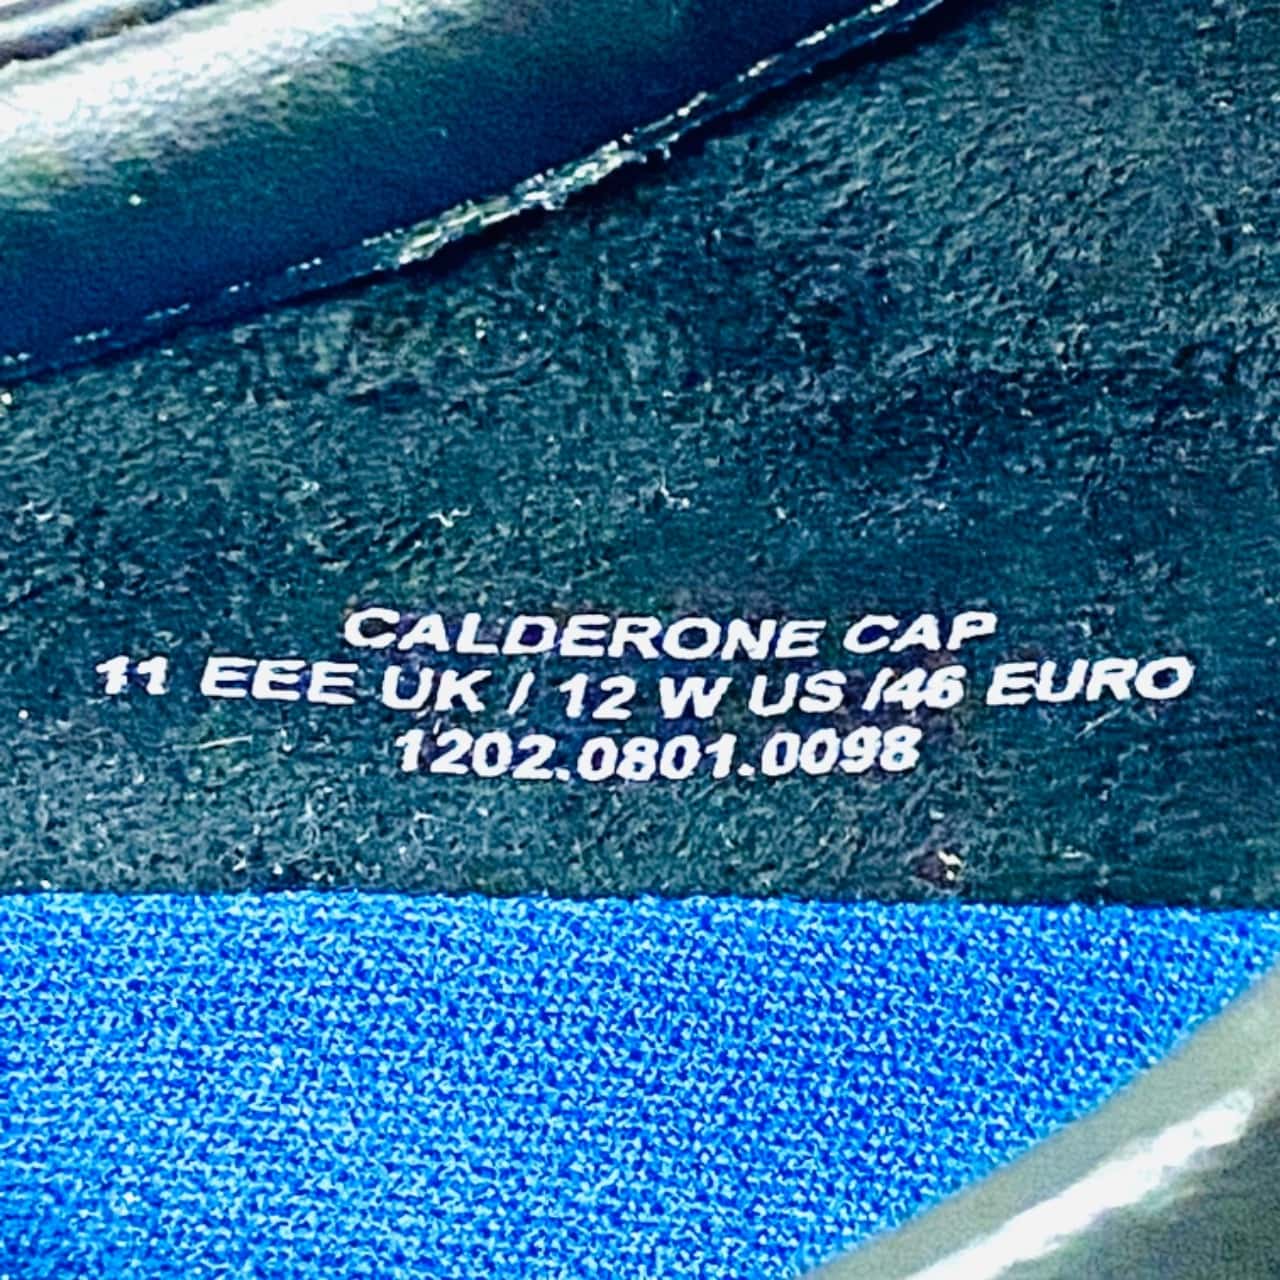 CALDERONE CAP
11 EEE UK / 12 W US /46 EURO
1202.0801.0098